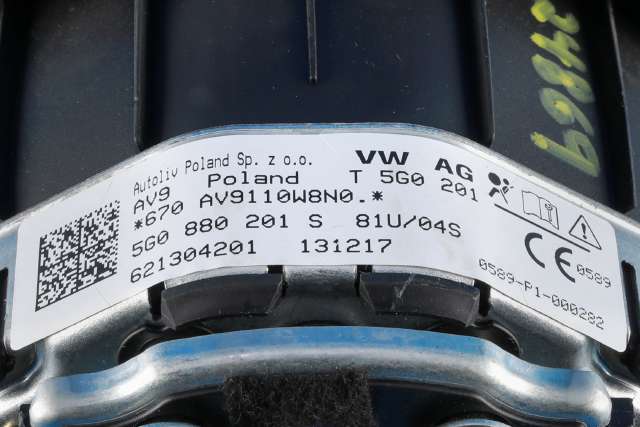 Autoliv Poland Sp. z o.o. VW AG
AV9 Poland T 5G0 201
*670 AV9110W8N0.*
5G0 880 201 S 81U/04S
621304201 131217
CE 0589
0589-P1-000282
34869